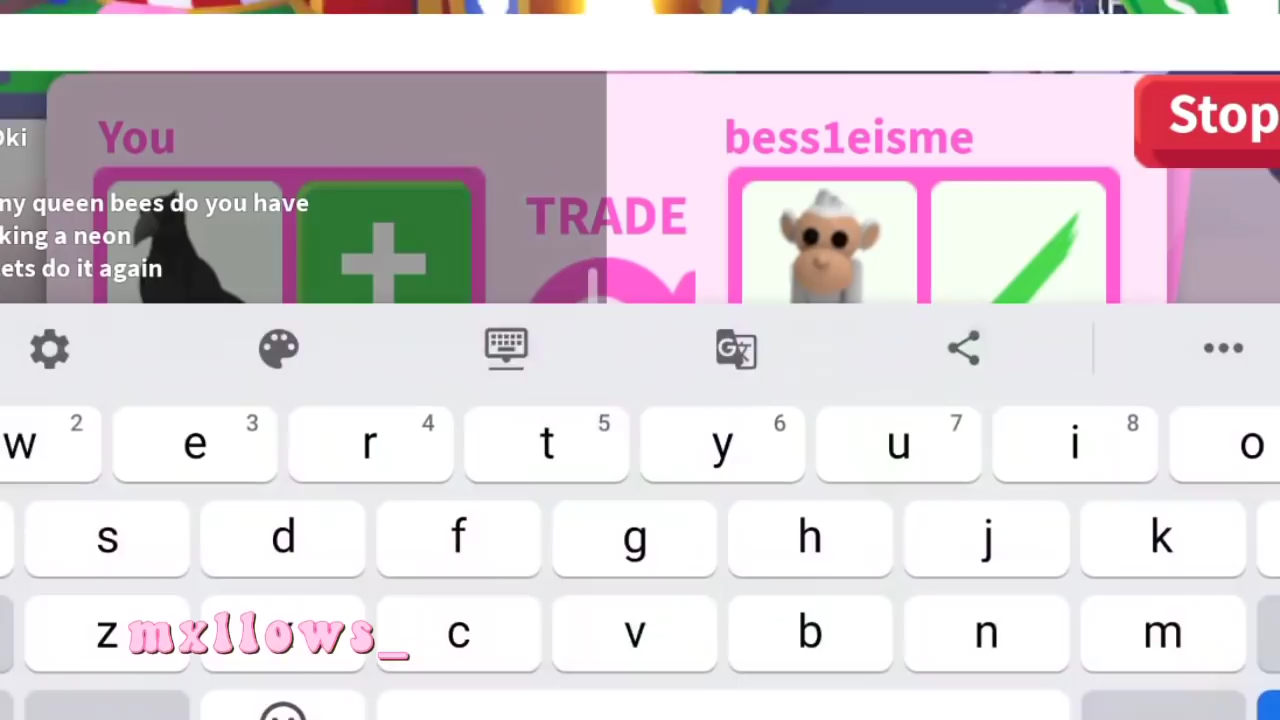 Stop
You
bess1eisme
TRADE
Oki
ny queen bees do you have
king a neon
ets do it again
w 2 e 3 r 4 t 5 y 6 u 7 i 8 o
s d f g h j k
z c v b n m
mxllows_